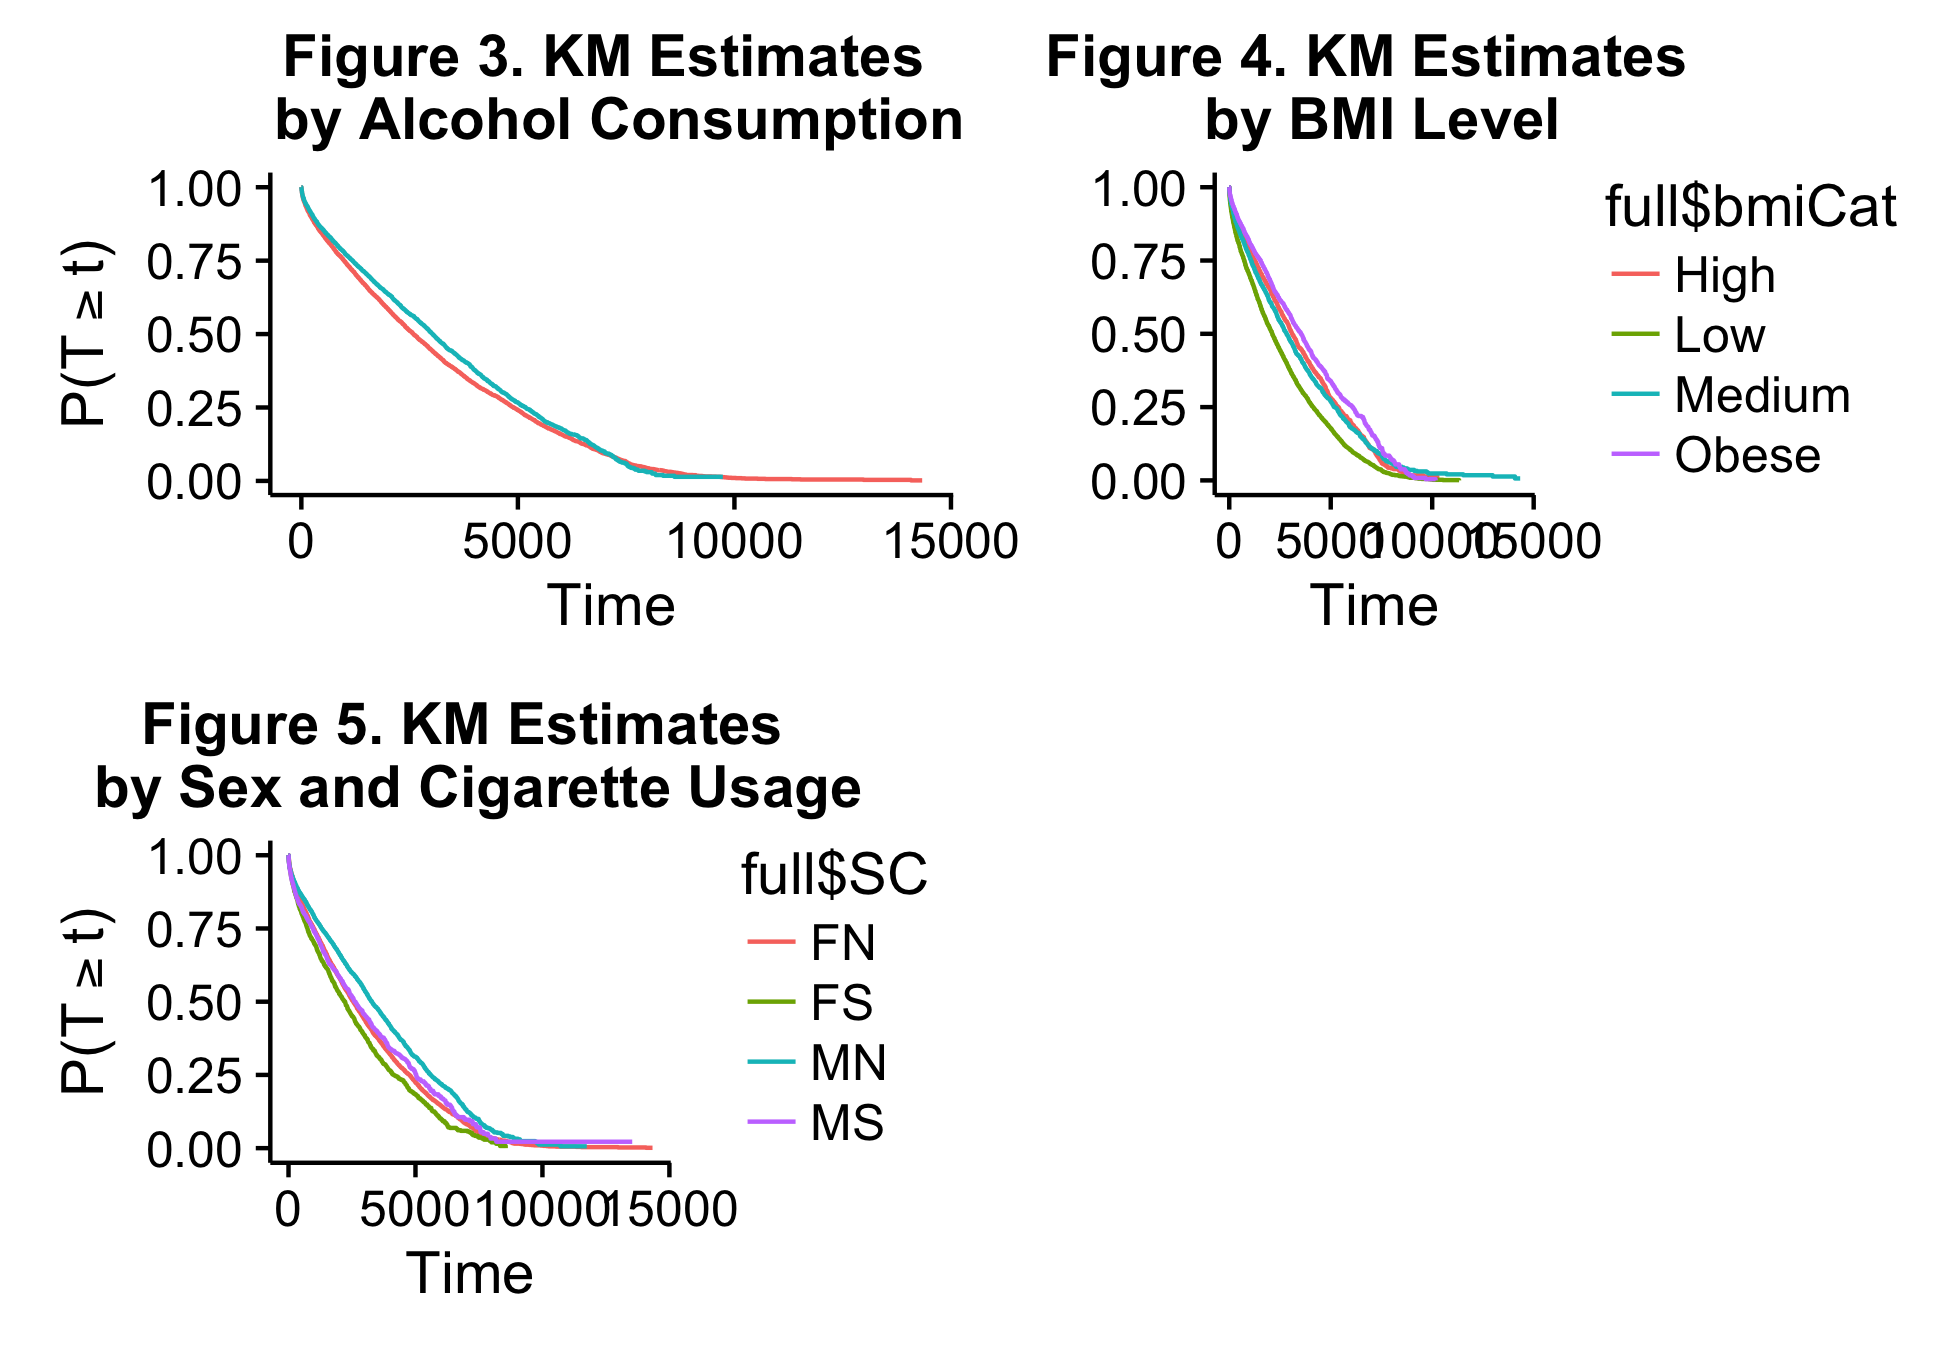 Figure 3. KM Estimates
by Alcohol Consumption
1.00
0.75
0.50
0.25
0.00
P(T ≥ t)
0 5000 10000 15000
Time
Figure 4. KM Estimates
by BMI Level
1.00
0.75
0.50
0.25
0.00
0 5000 10000 15000
Time
full$bmiCat
High
Low
Medium
Obese
Figure 5. KM Estimates
by Sex and Cigarette Usage
1.00
0.75
0.50
0.25
0.00
P(T ≥ t)
0 5000 10000 15000
Time
full$SC
FN
FS
MN
MS